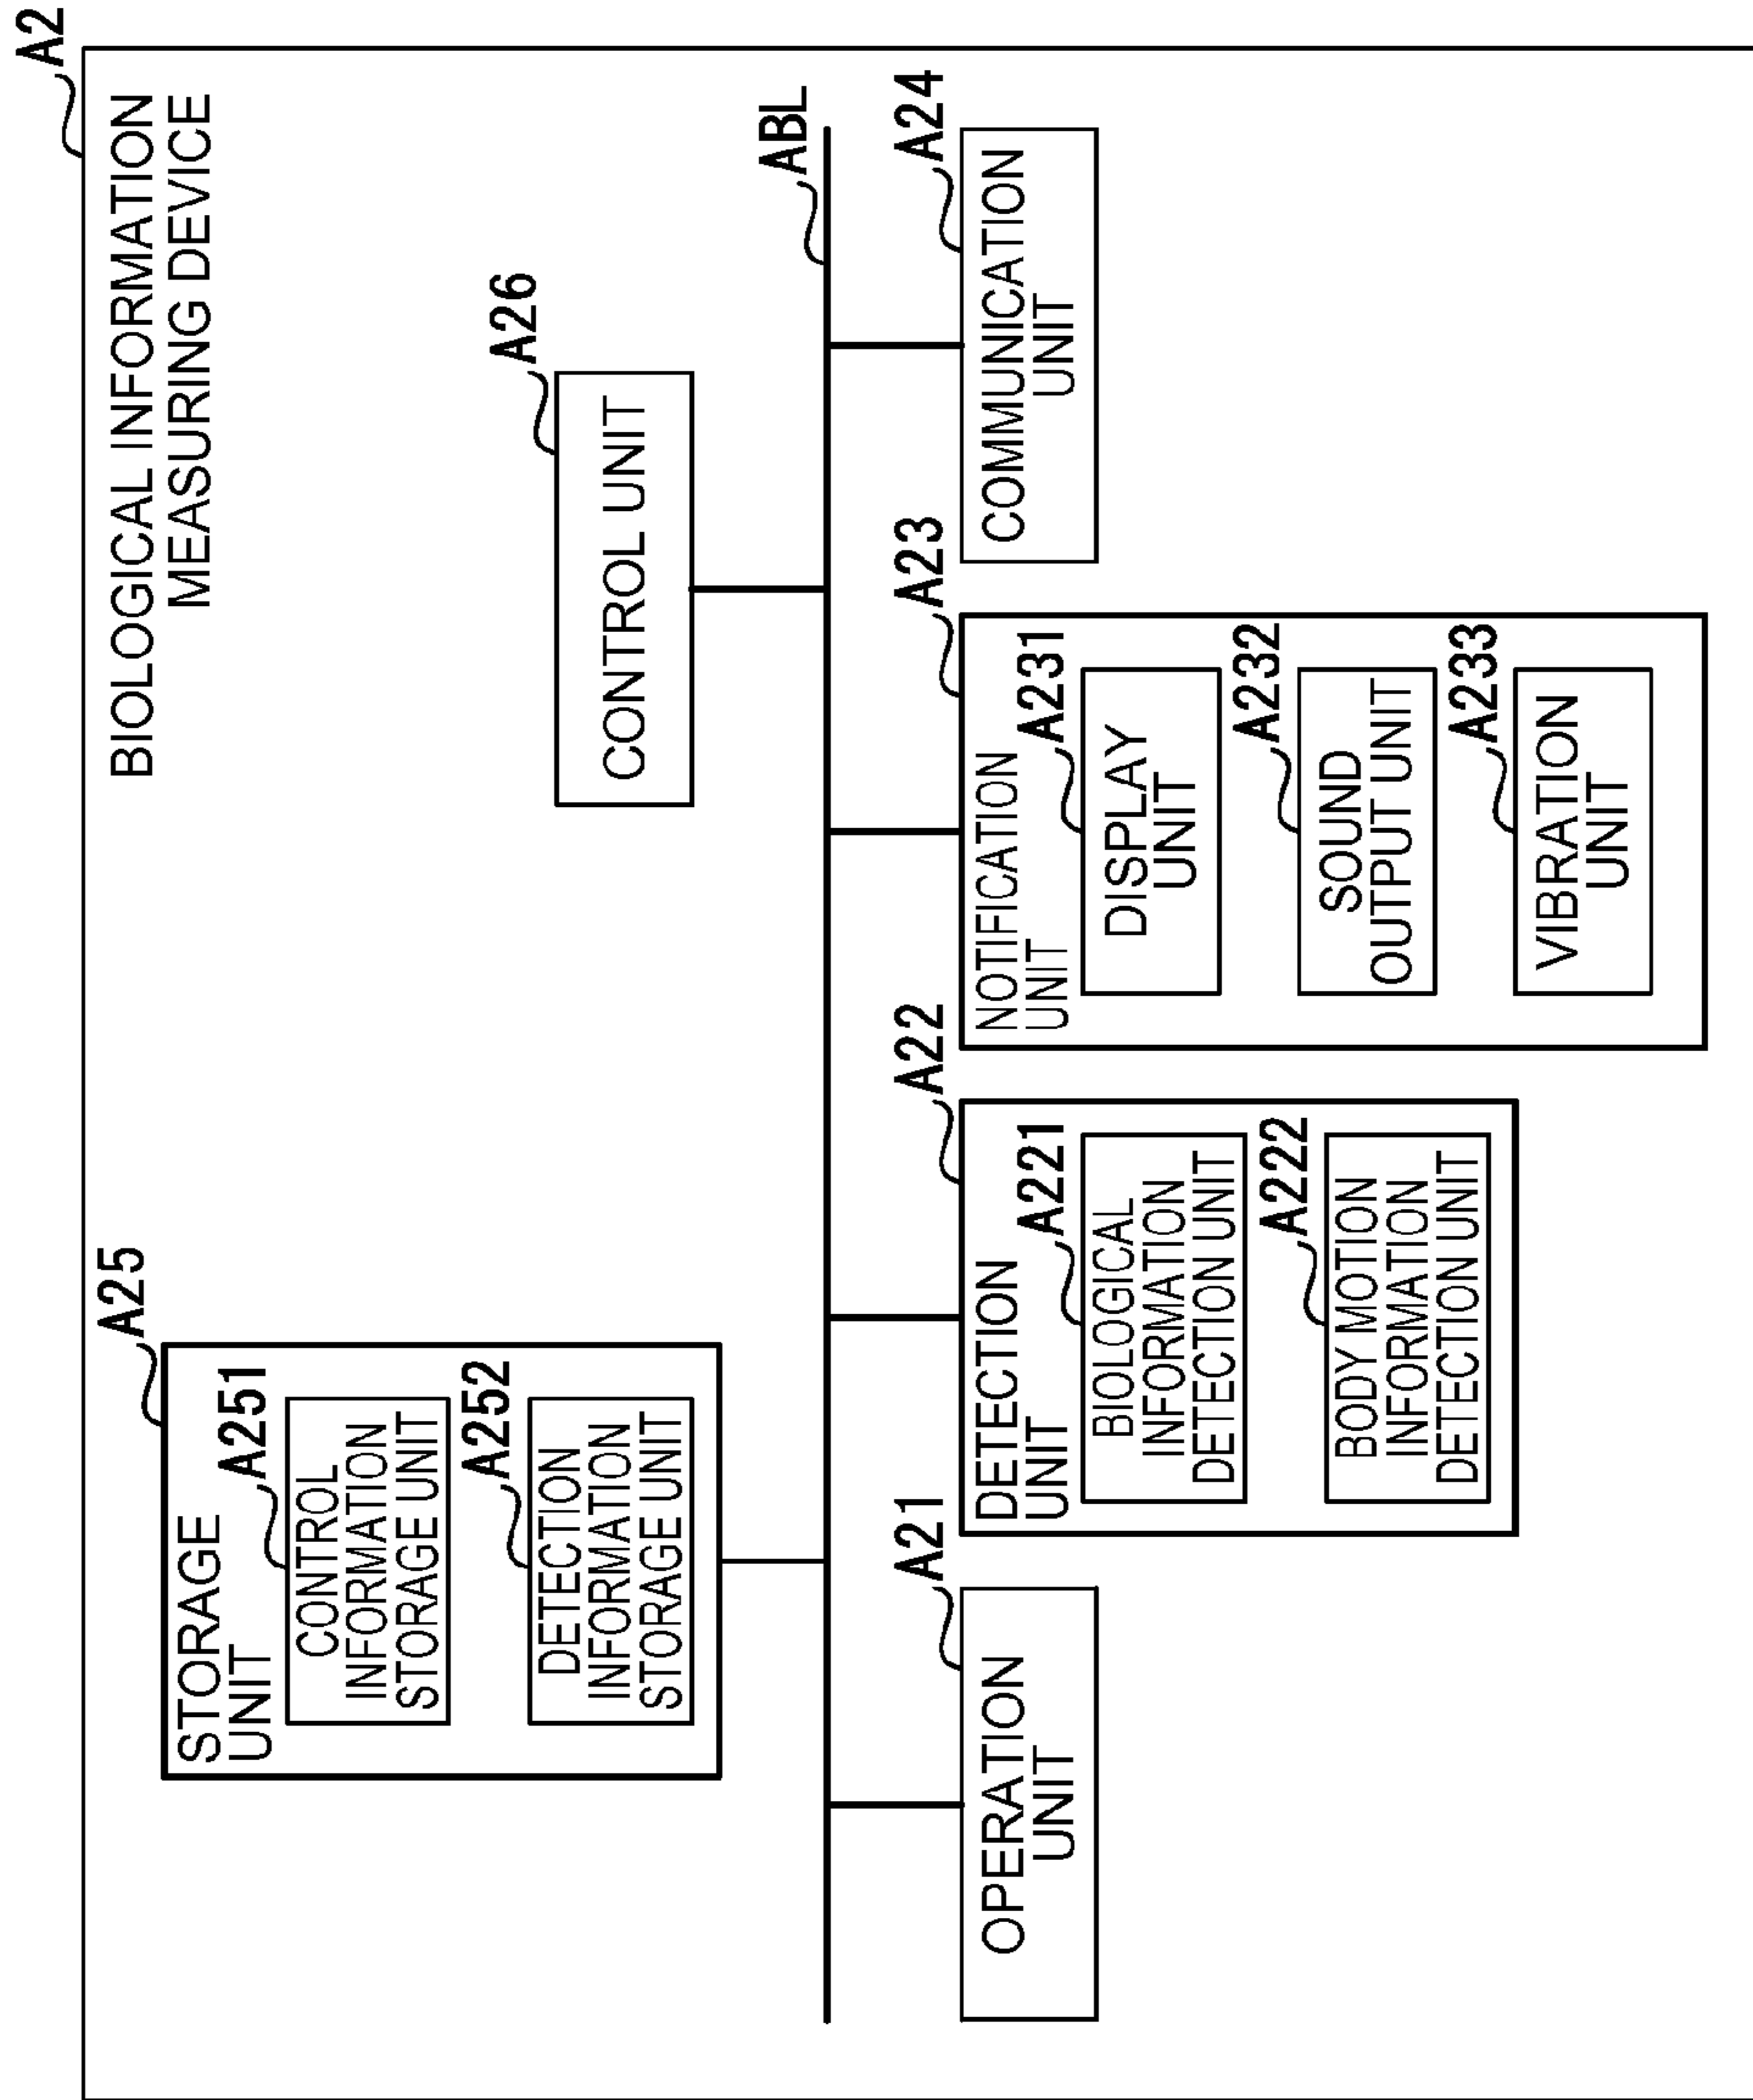 A2
BIOLOGICAL INFORMATION
MEASURING DEVICE
A25
STORAGE
UNIT
A251
CONTROL
INFORMATION
STORAGE UNIT
A252
DETECTION
INFORMATION
STORAGE UNIT
A26
CONTROL UNIT
ABL
A21
OPERATION
UNIT
A22
DETECTION
UNIT
A221
BIOLOGICAL
INFORMATION
DETECTION UNIT
A222
BODY MOTION
INFORMATION
DETECTION UNIT
A23
NOTIFICATION
UNIT
A231
DISPLAY
UNIT
A232
SOUND
OUTPUT UNIT
A233
VIBRATION
UNIT
A24
COMMUNICATION
UNIT